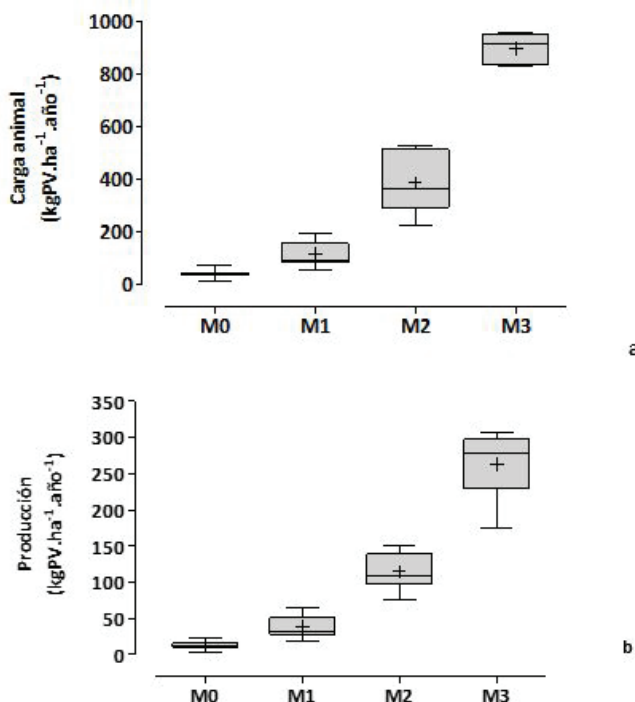 Carga animal
(kgPV.ha⁻¹.año⁻¹)
1000
800
600
400
200
0
M0 M1 M2 M3
a
Producción
(kgPV.ha⁻¹.año⁻¹)
350
300
250
200
150
100
50
0
M0 M1 M2 M3
b